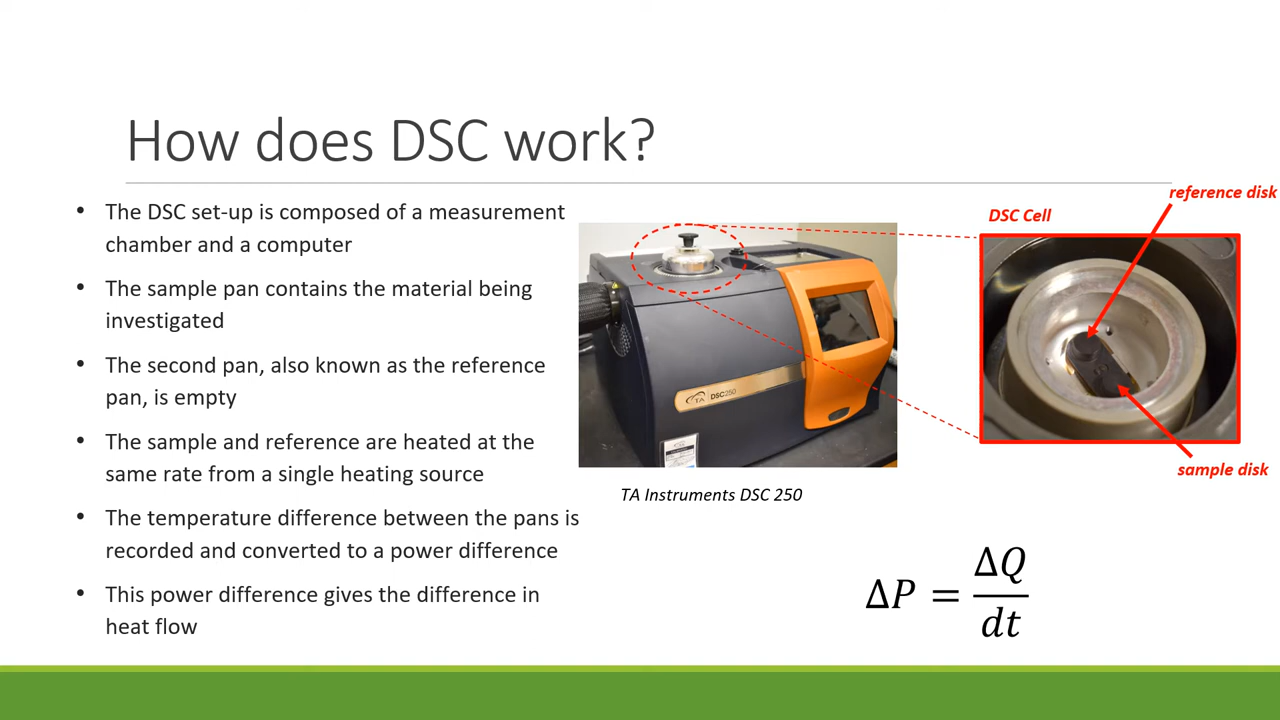 How does DSC work?
• The DSC set-up is composed of a measurement
chamber and a computer
• The sample pan contains the material being
investigated
• The second pan, also known as the reference
pan, is empty
• The sample and reference are heated at the
same rate from a single heating source
• The temperature difference between the pans is
recorded and converted to a power difference
• This power difference gives the difference in
heat flow
TA DSC250
TA Instruments DSC 250
DSC Cell
reference disk
sample disk
ΔP = ΔQ/dt